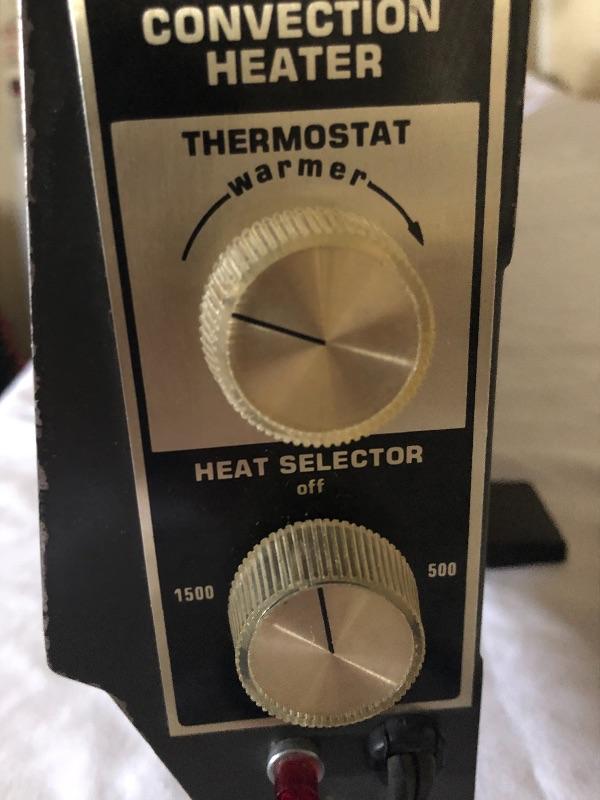 CONVECTION
HEATER
THERMOSTAT
warmer
HEAT SELECTOR
off
1500
500